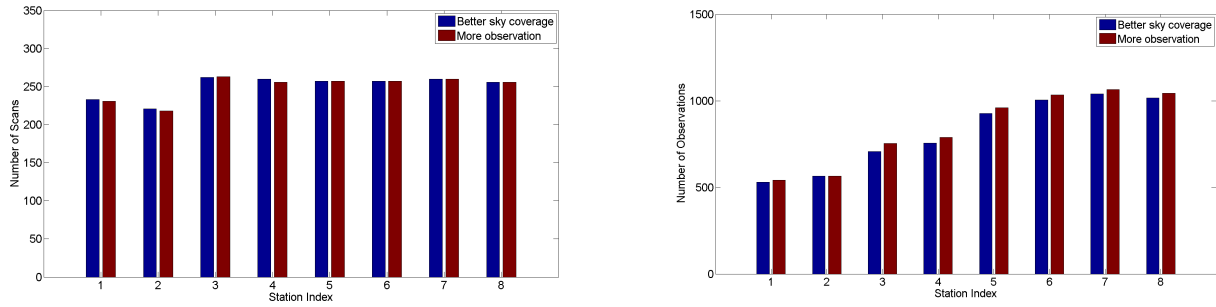 350
300
250
200
150
100
50
0
Number of Scans
Better sky coverage
More observation
1 2 3 4 5 6 7 8
Station Index
1500
1000
500
0
Number of Observations
Better sky coverage
More observation
1 2 3 4 5 6 7 8
Station Index